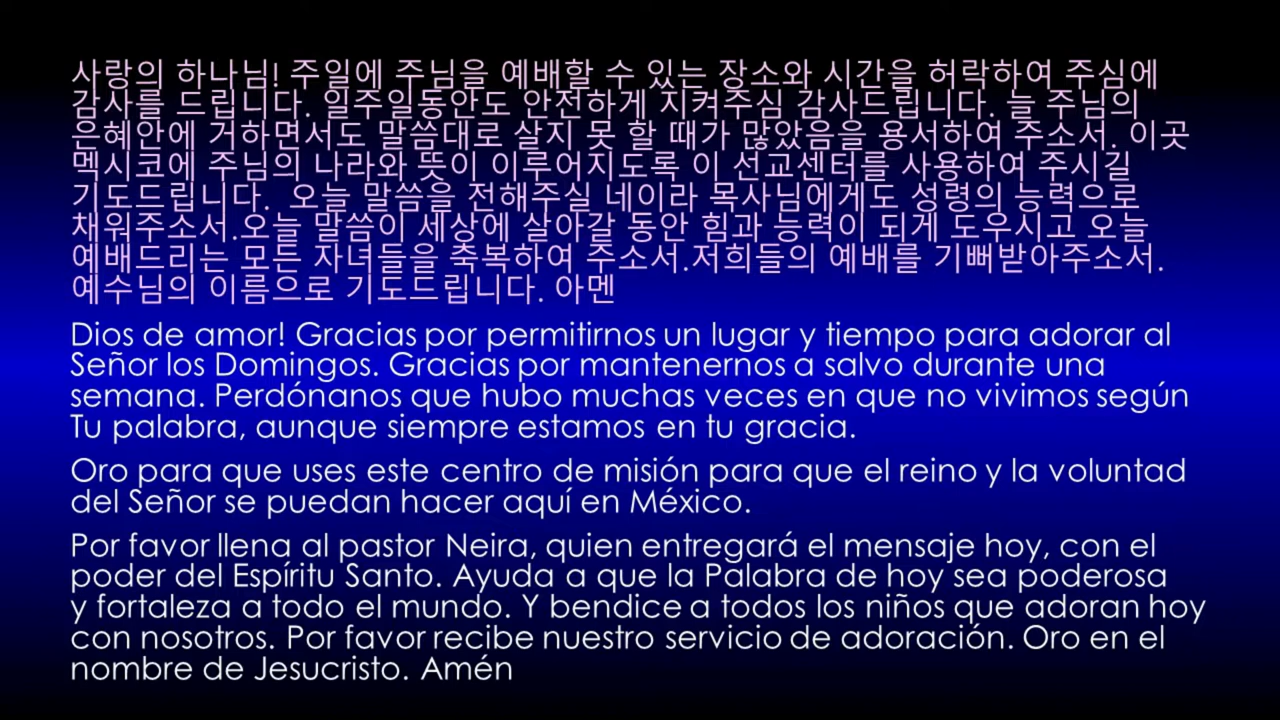 사랑의 하나님! 주일에 주님을 예배할 수 있는 장소와 시간을 허락하여 주심에
감사를 드립니다. 일주일동안도 안전하게 지켜주심 감사드립니다. 늘 주님의
은혜안에 거하면서도 말씀대로 살지 못 할 때가 많았음을 용서하여 주소서. 이곳
멕시코에 주님의 나라와 뜻이 이루어지도록 이 선교센터를 사용하여 주시길
기도드립니다. 오늘 말씀을 전해주실 네이라 목사님에게도 성령의 능력으로
채워주소서.오늘 말씀이 세상에 살아갈 동안 힘과 능력이 되게 도우시고 오늘
예배드리는 모든 자녀들을 축복하여 주소서.저희들의 예배를 기뻐받아주소서.
예수님의 이름으로 기도드립니다. 아멘
Dios de amor! Gracias por permitirnos un lugar y tiempo para adorar al
Señor los Domingos. Gracias por mantenernos a salvo durante una
semana. Perdónanos que hubo muchas veces en que no vivimos según
Tu palabra, aunque siempre estamos en tu gracia.
Oro para que uses este centro de misión para que el reino y la voluntad
del Señor se puedan hacer aquí en México.
Por favor llena al pastor Neira, quien entregará el mensaje hoy, con el
poder del Espíritu Santo. Ayuda a que la Palabra de hoy sea poderosa
y fortaleza a todo el mundo. Y bendice a todos los niños que adoran hoy
con nosotros. Por favor recibe nuestro servicio de adoración. Oro en el
nombre de Jesucristo. Amén